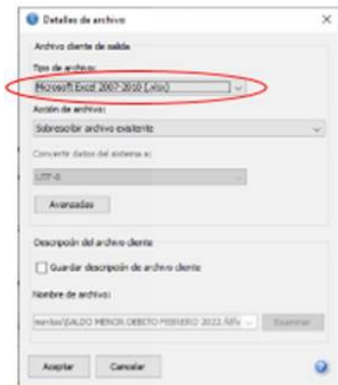 Detalles de archivo
Archivo cliente de salida
Tipo de archivo:
Microsoft Excel 2007-2010 (.xlsx)
Acción de archivo:
Sobrescribir archivo existente
Convertir datos del sistema a:
UTF-8
Avanzadas
Descripción del archivo cliente
Guardar descripción de archivo cliente
Nombre de archivo:
SALDO MENOR DEBITO FEBRERO 2022
Examinar
Aceptar Cancelar